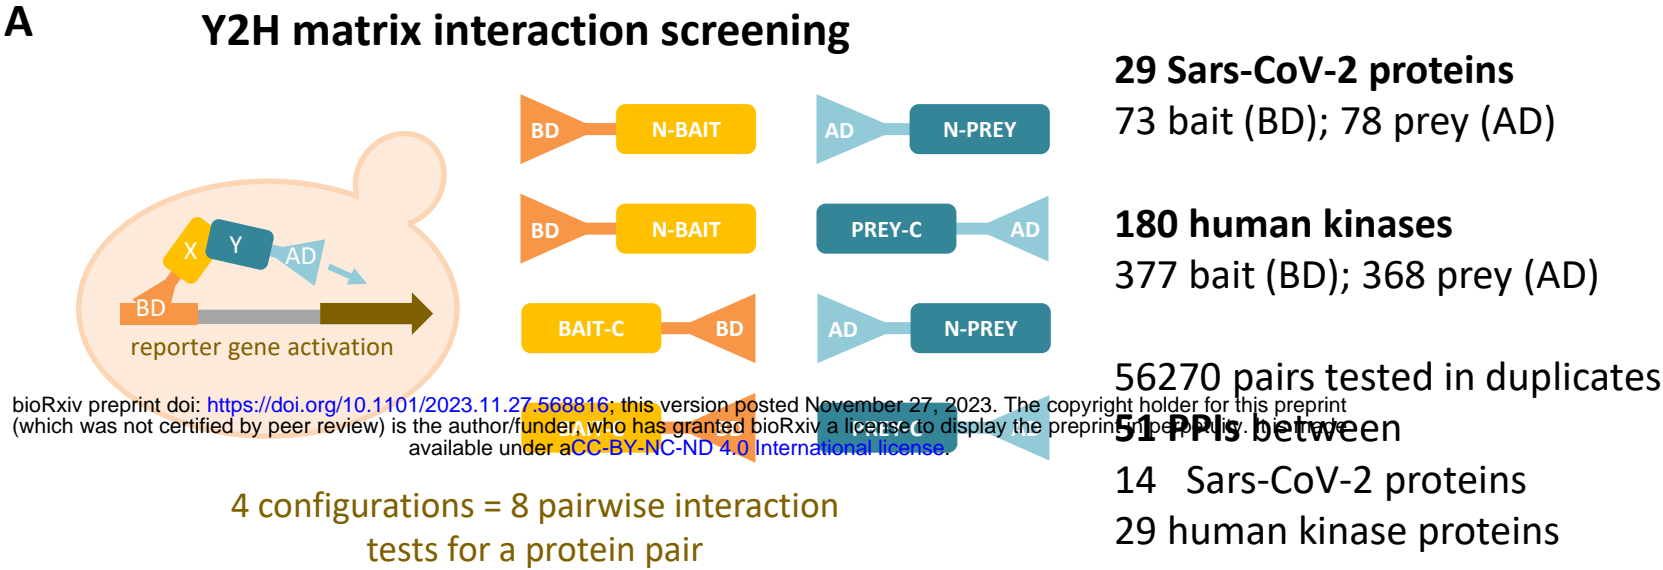 A
Y2H matrix interaction screening
BD N-BAIT AD N-PREY
BD N-BAIT PREY-C AD
BAIT-C BD AD N-PREY
BAIT-C BD PREY-C AD
X Y AD
BD
reporter gene activation
4 configurations = 8 pairwise interaction
tests for a protein pair
29 Sars-CoV-2 proteins
73 bait (BD); 78 prey (AD)
180 human kinases
377 bait (BD); 368 prey (AD)
56270 pairs tested in duplicates
51 PPIs between
14 Sars-CoV-2 proteins
29 human kinase proteins
bioRxiv preprint doi: https://doi.org/10.1101/2023.11.27.568816; this version posted November 27, 2023. The copyright holder for this preprint
(which was not certified by peer review) is the author/funder, who has granted bioRxiv a license to display the preprint in perpetuity. It is made
available under aCC-BY-NC-ND 4.0 International license.